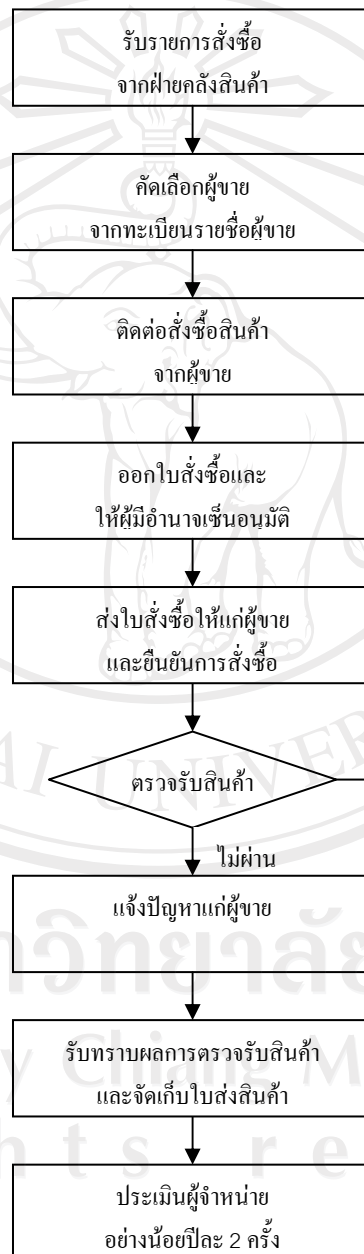 รับรายการสั่งซื้อ
จากฝ่ายคลังสินค้า
คัดเลือกผู้ขาย
จากทะเบียนรายชื่อผู้ขาย
ติดต่อสั่งซื้อสินค้า
จากผู้ขาย
ออกใบสั่งซื้อและ
ให้ผู้มีอำนาจเซ็นอนุมัติ
ส่งใบสั่งซื้อให้แก่ผู้ขาย
และยืนยันการสั่งซื้อ
AI UNIVER
ตรวจรับสินค้า
ไม่ผ่าน
แจ้งปัญหาแก่ผู้ขาย
าวิทยาลัย
y Chiang M
รับทราบผลการตรวจรับสินค้า
และจัดเก็บใบส่งสินค้า
h t s r e
ประเมินผู้จำหน่าย
อย่างน้อยปีละ 2 ครั้ง